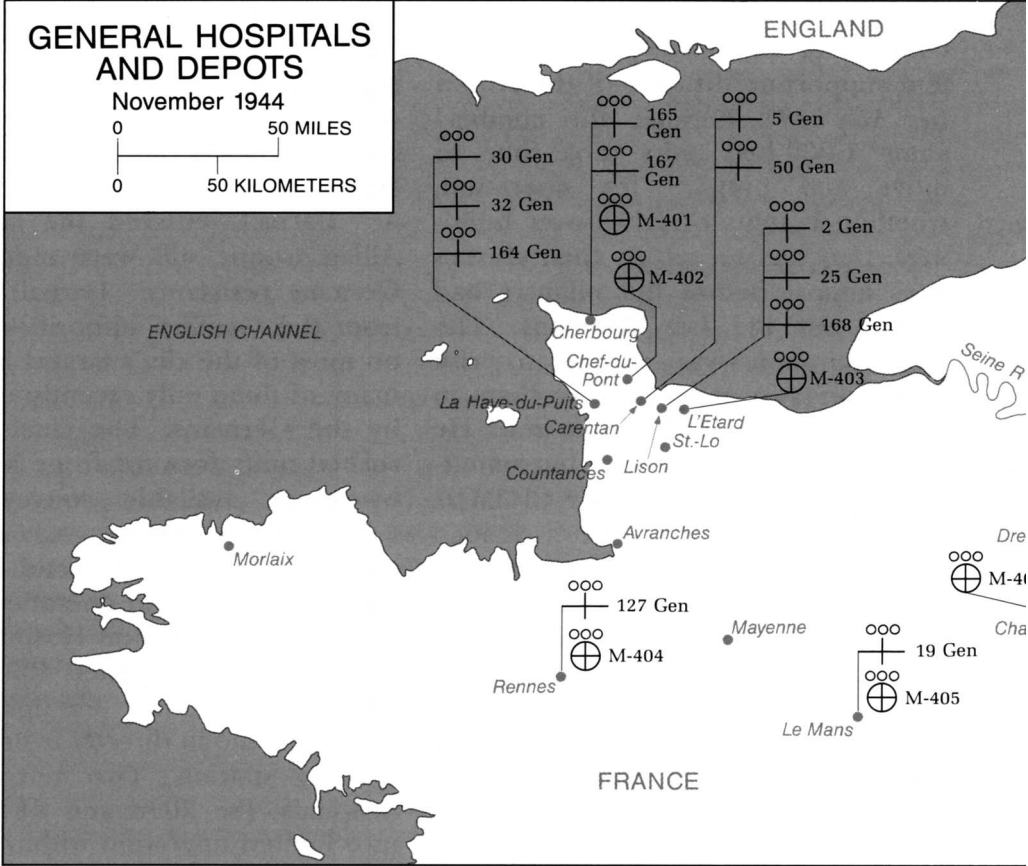 GENERAL HOSPITALS
AND DEPOTS
November 1944
0 50 MILES
0 50 KILOMETERS
ENGLAND
30 Gen
32 Gen
164 Gen
165
Gen
167
Gen
M-401
M-402
5 Gen
50 Gen
2 Gen
25 Gen
168 Gen
M-403
ENGLISH CHANNEL
Cherbourg
Chef-du-
Pont
La Haye-du-Puits
Carentan
L'Etard
St.-Lo
Lison
Countances
Seine R
Avranches
Morlaix
Dre
M-40
Cha
127 Gen
M-404
Rennes
Mayenne
19 Gen
M-405
Le Mans
FRANCE